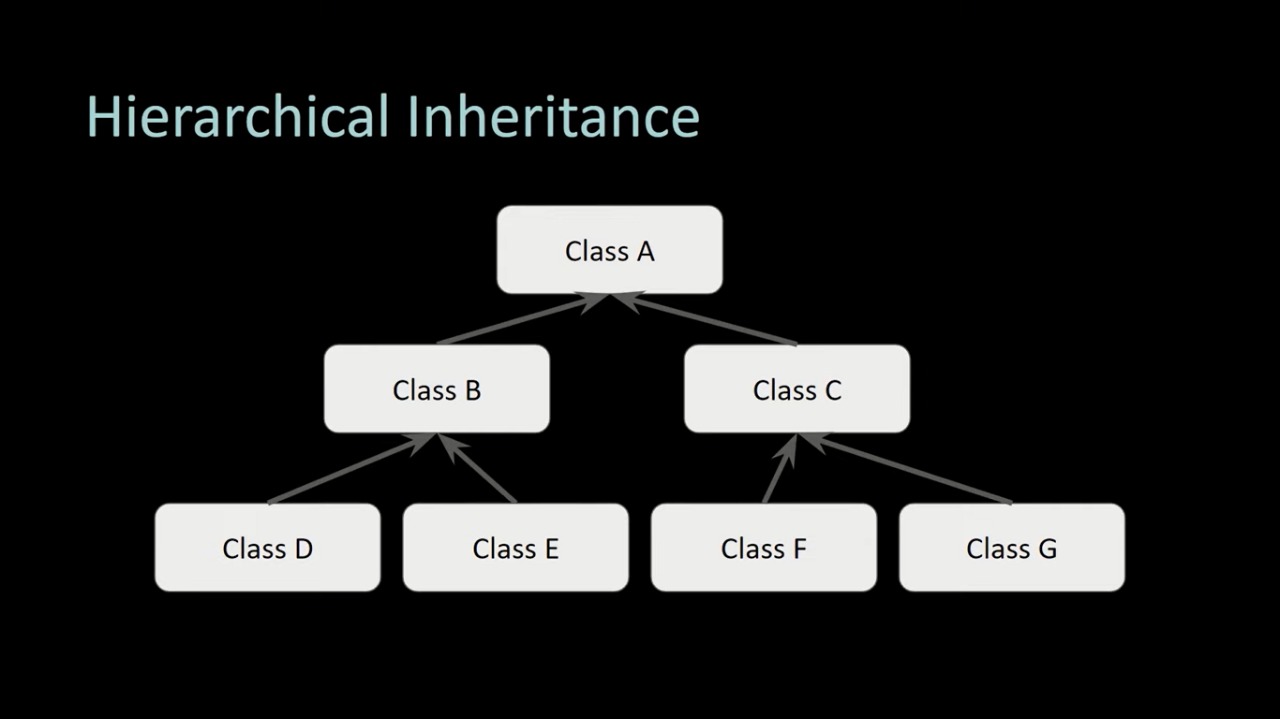 Hierarchical Inheritance
Class A
Class B
Class C
Class D
Class E
Class F
Class G